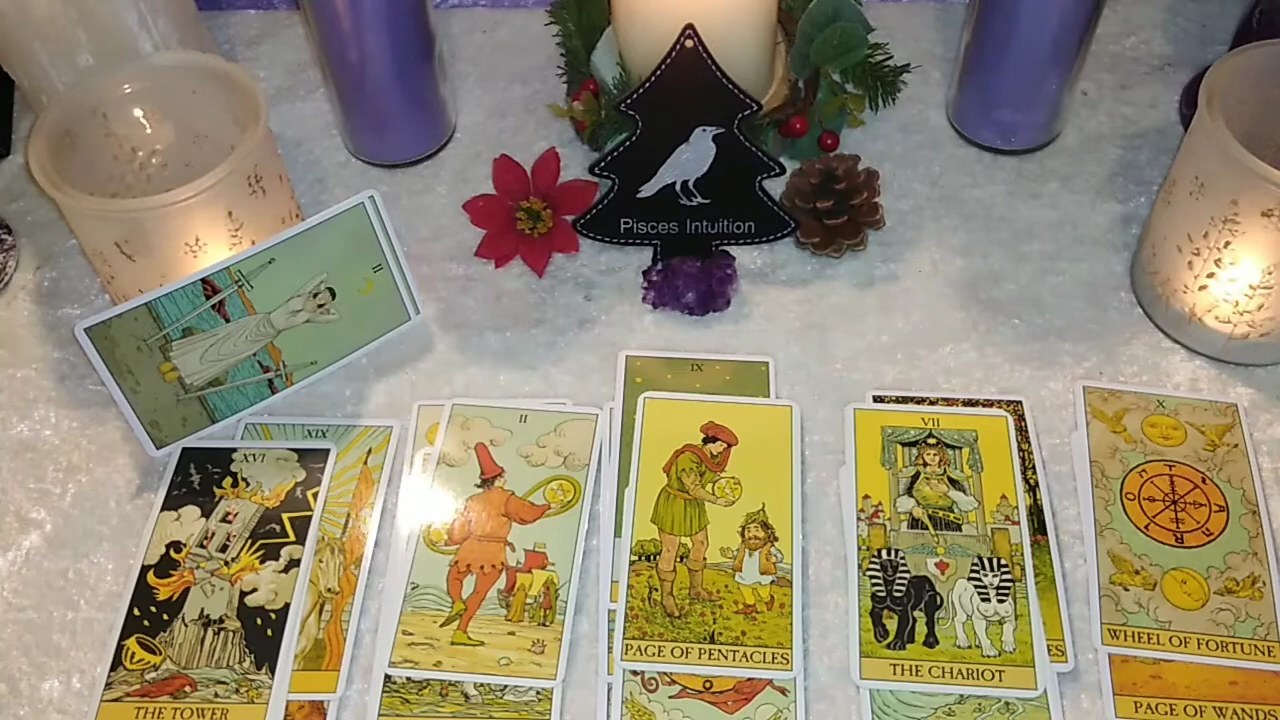 Pisces Intuition
II
XIX
XVI
THE TOWER
II
IX
PAGE OF PENTACLES
VII
THE CHARIOT
ES
X
WHEEL OF FORTUNE
PAGE OF WANDS